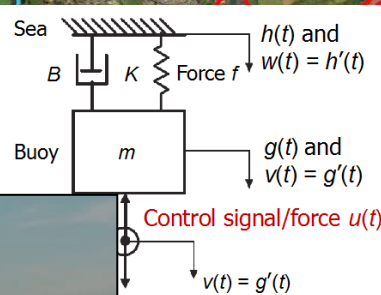 Sea
h(t) and
w(t) = h'(t)
B
K
Force f
Buoy
m
g(t) and
v(t) = g'(t)
Control signal/force u(t)
v(t) = g'(t)